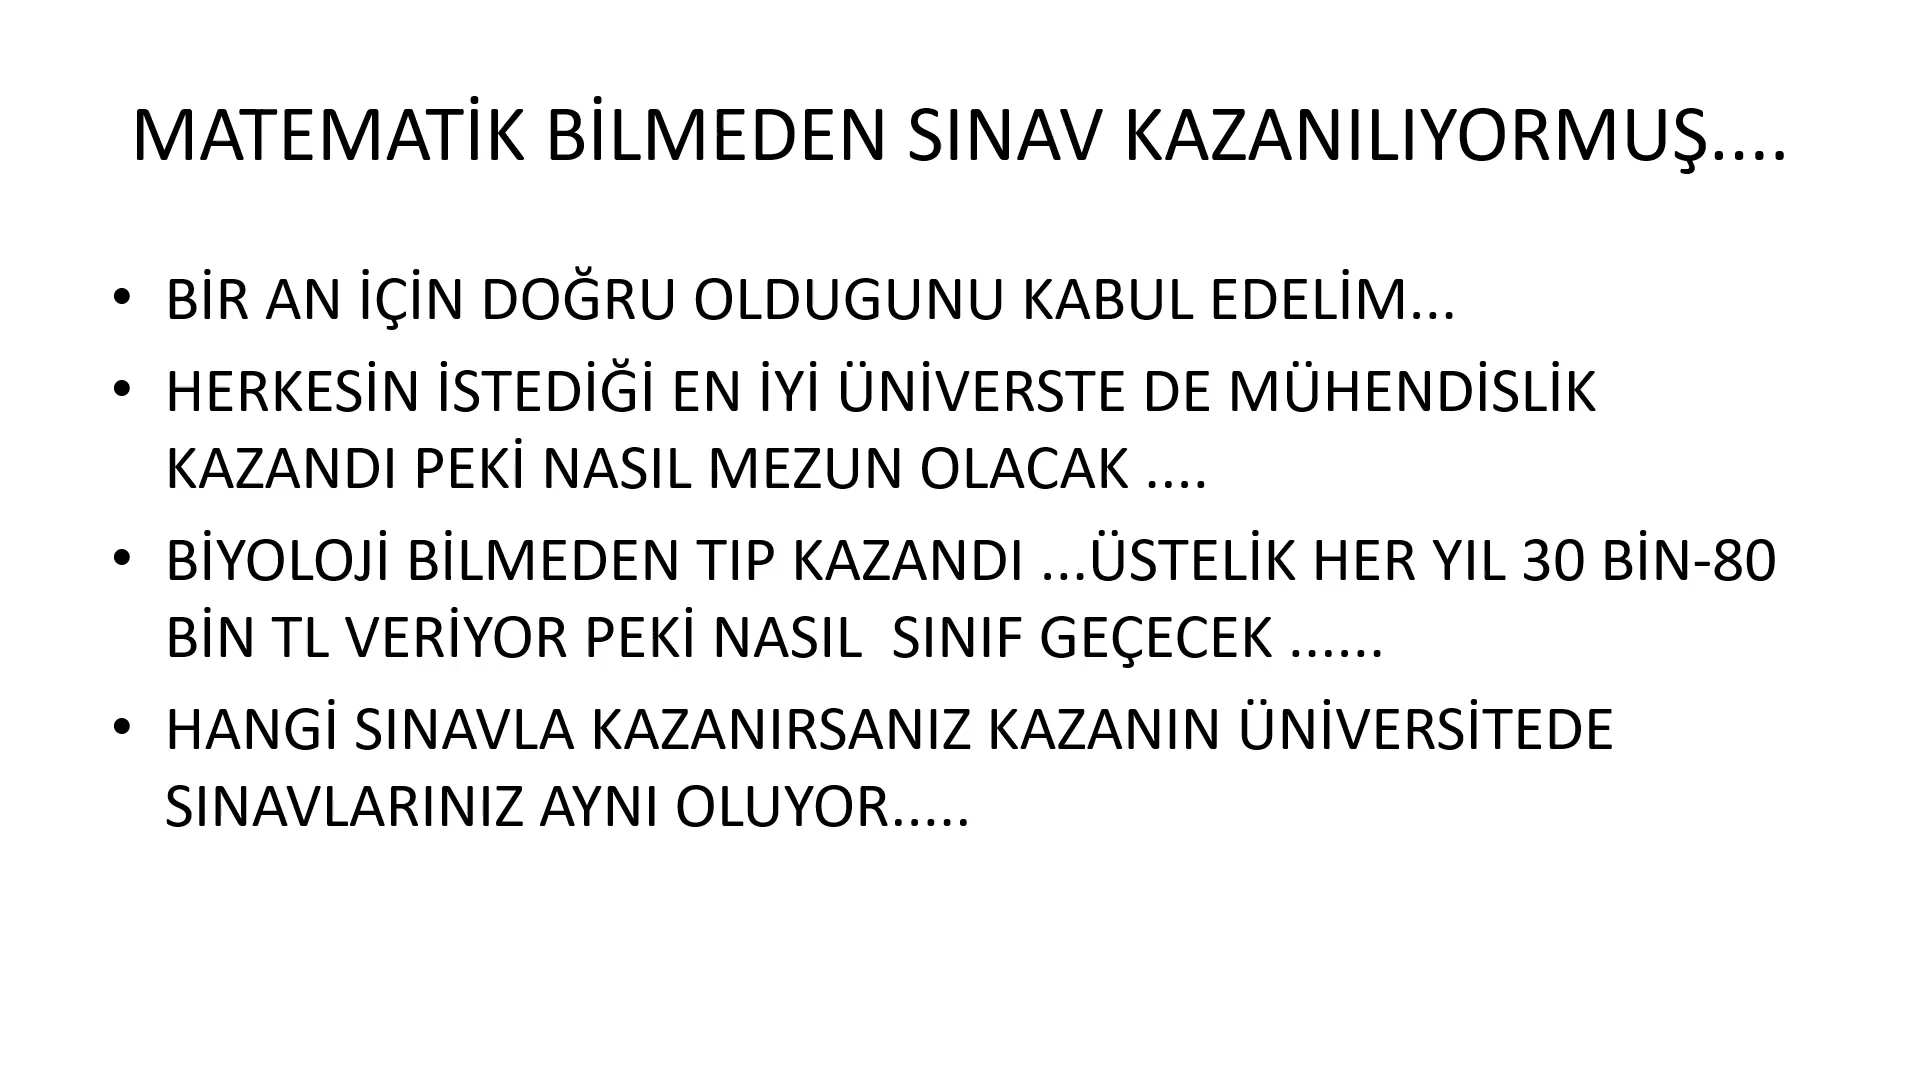 MATEMATİK BİLMEDEN SINAV KAZANILIYORMUŞ....
• BİR AN İÇİN DOĞRU OLDUGUNU KABUL EDELİM...
• HERKESİN İSTEDİĞİ EN İYİ ÜNİVERSTE DE MÜHENDİSLİK
KAZANDI PEKİ NASIL MEZUN OLACAK ....
• BİYOLOJİ BİLMEDEN TIP KAZANDI ...ÜSTELİK HER YIL 30 BİN-80
BİN TL VERİYOR PEKİ NASIL  SINIF GEÇECEK ......
• HANGİ SINAVLA KAZANIRSANIZ KAZANIN ÜNİVERSİTEDE
SINAVLARINIZ AYNI OLUYOR.....